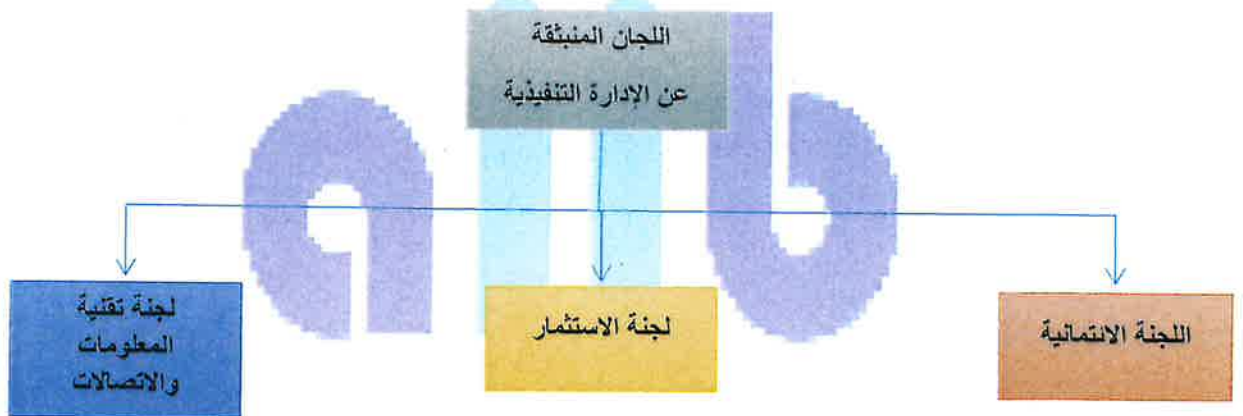 اللجان المنبثقة
عن الإدارة التنفيذية
اللجنة الائتمانية
لجنة الاستثمار
لجنة تقنية
المعلومات
والاتصالات